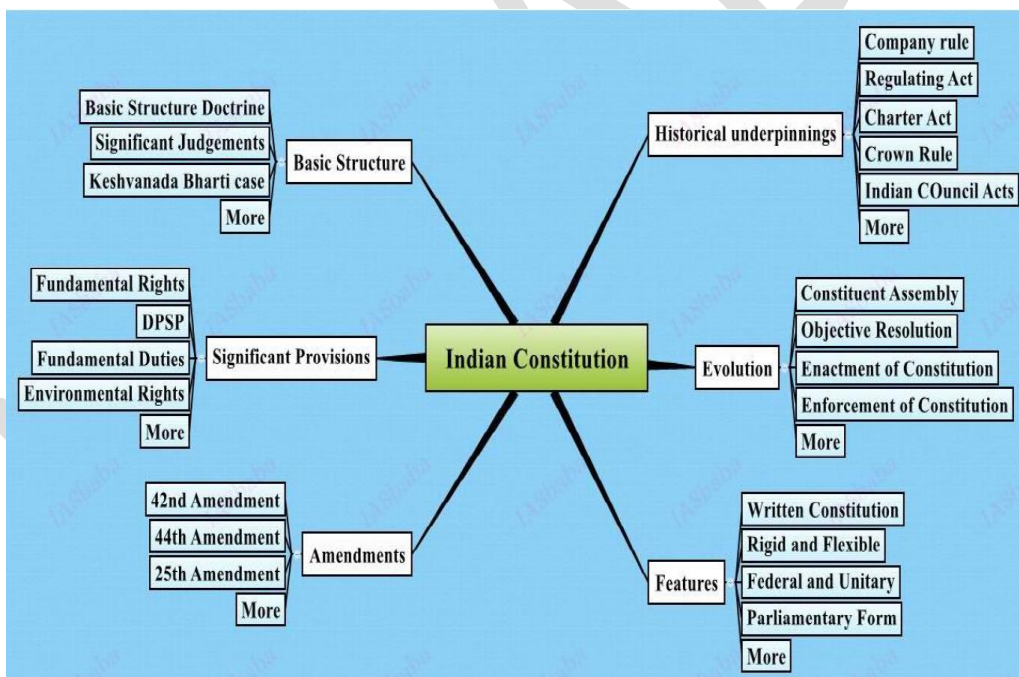 Indian Constitution
Basic Structure
Basic Structure Doctrine
Significant Judgements
Keshvanada Bharti case
More
Significant Provisions
Fundamental Rights
DPSP
Fundamental Duties
Environmental Rights
More
Amendments
42nd Amendment
44th Amendment
25th Amendment
More
Historical underpinnings
Company rule
Regulating Act
Charter Act
Crown Rule
Indian COuncil Acts
More
Evolution
Constituent Assembly
Objective Resolution
Enactment of Constitution
Enforcement of Constitution
More
Features
Written Constitution
Rigid and Flexible
Federal and Unitary
Parliamentary Form
More
IASbaba